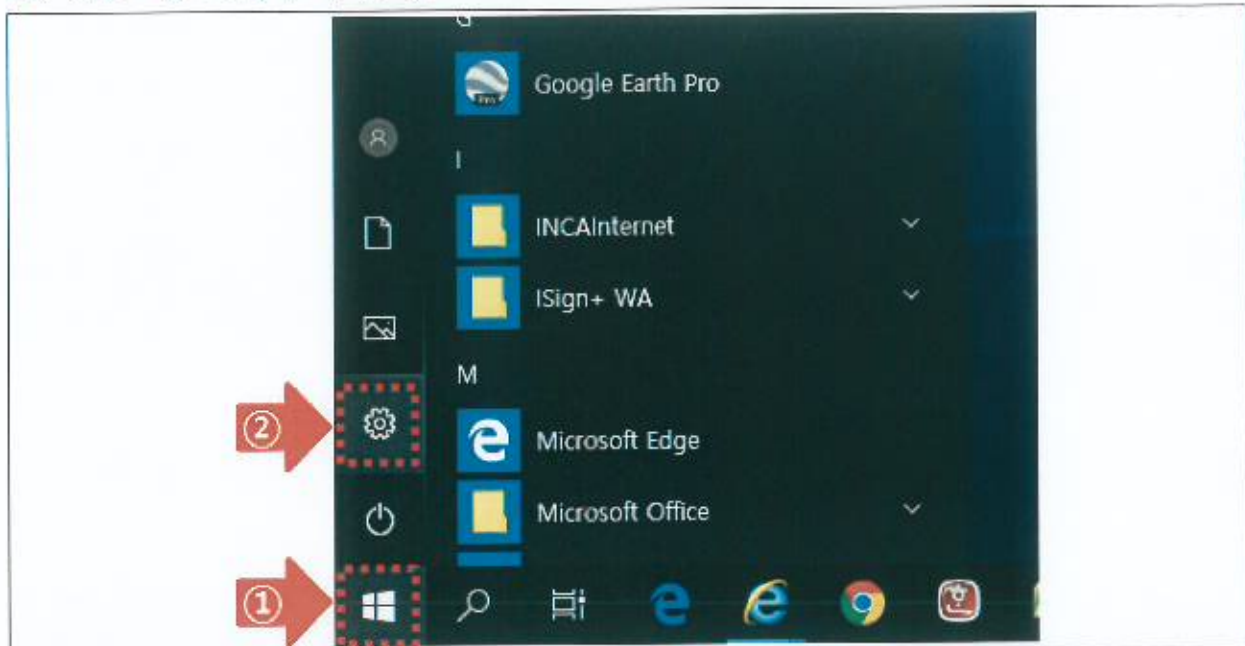 Google Earth Pro
I
INCAInternet
ISign+ WA
M
② Microsoft Edge
Microsoft Office
①